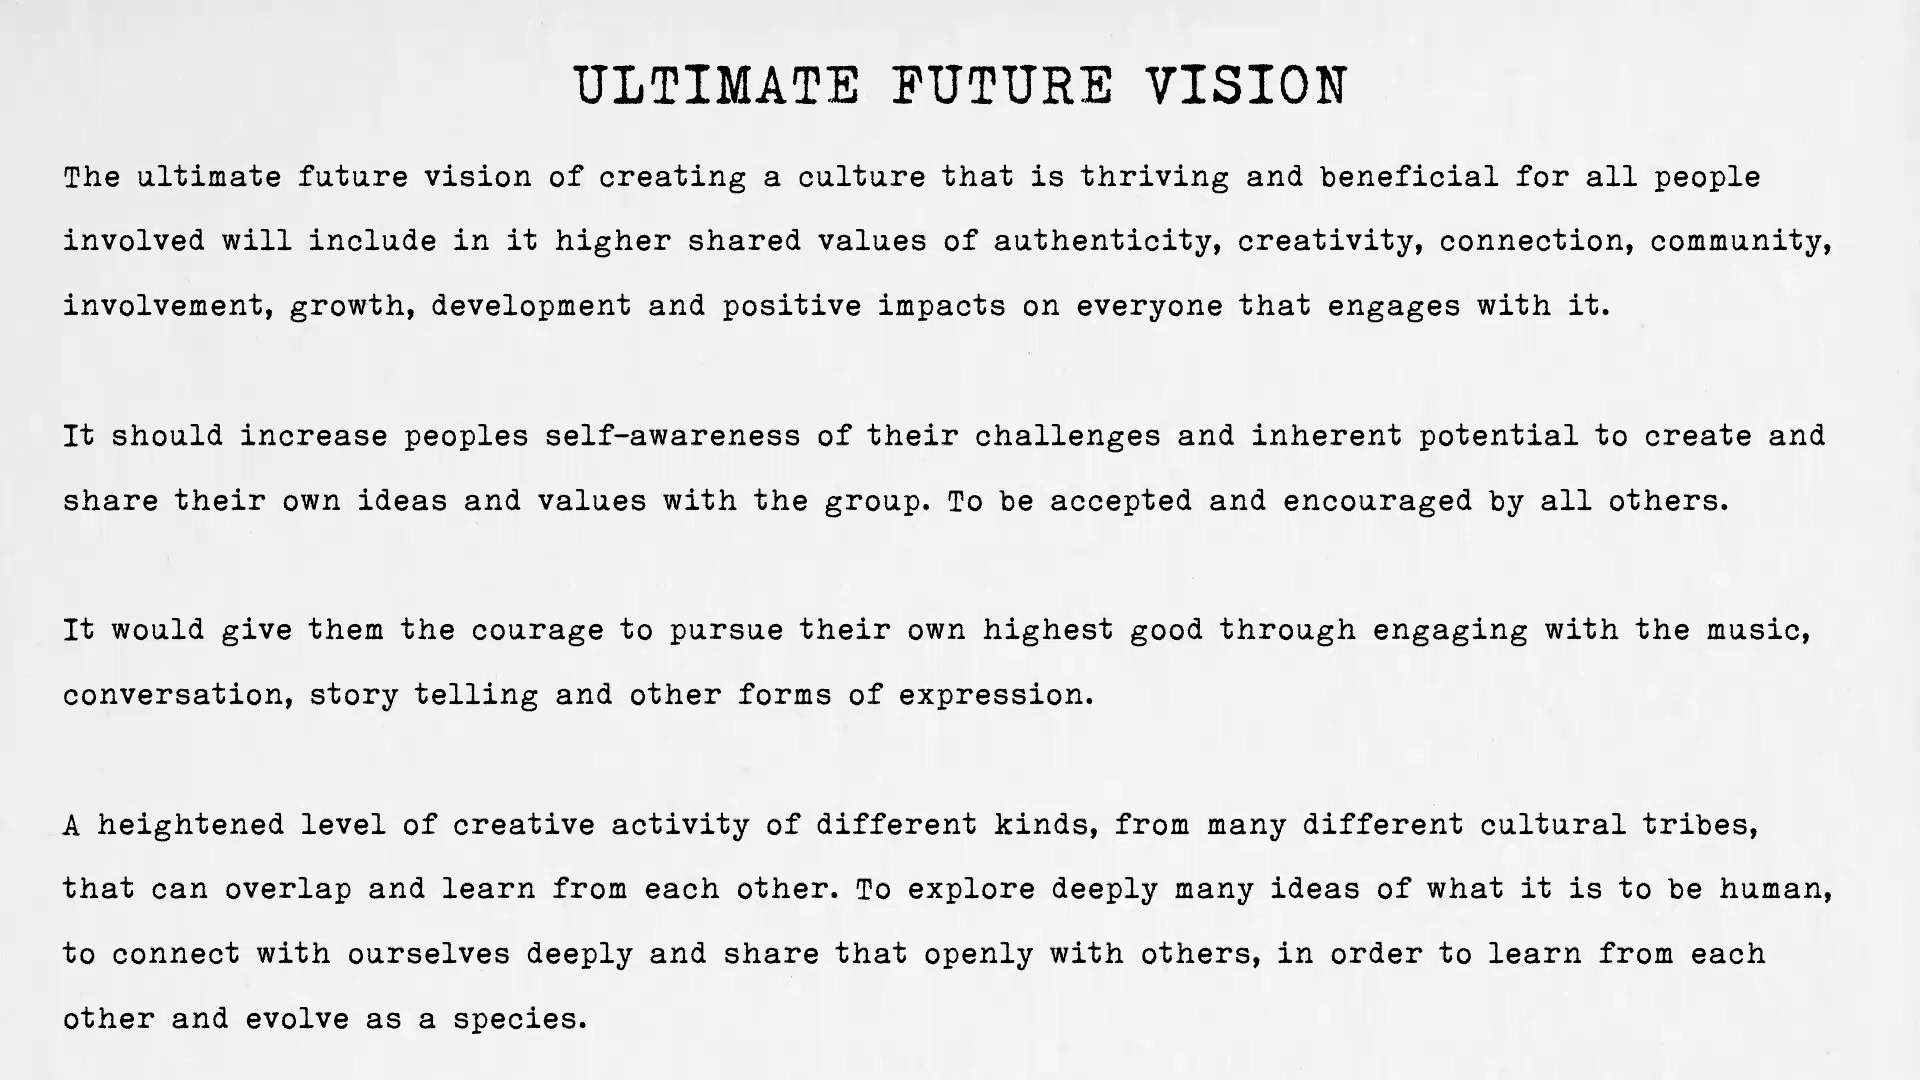 ULTIMATE FUTURE VISION
The ultimate future vision of creating a culture that is thriving and beneficial for all people
involved will include in it higher shared values of authenticity, creativity, connection, community,
involvement, growth, development and positive impacts on everyone that engages with it.
It should increase peoples self-awareness of their challenges and inherent potential to create and
share their own ideas and values with the group. To be accepted and encouraged by all others.
It would give them the courage to pursue their own highest good through engaging with the music,
conversation, story telling and other forms of expression.
A heightened level of creative activity of different kinds, from many different cultural tribes,
that can overlap and learn from each other. To explore deeply many ideas of what it is to be human,
to connect with ourselves deeply and share that openly with others, in order to learn from each
other and evolve as a species.